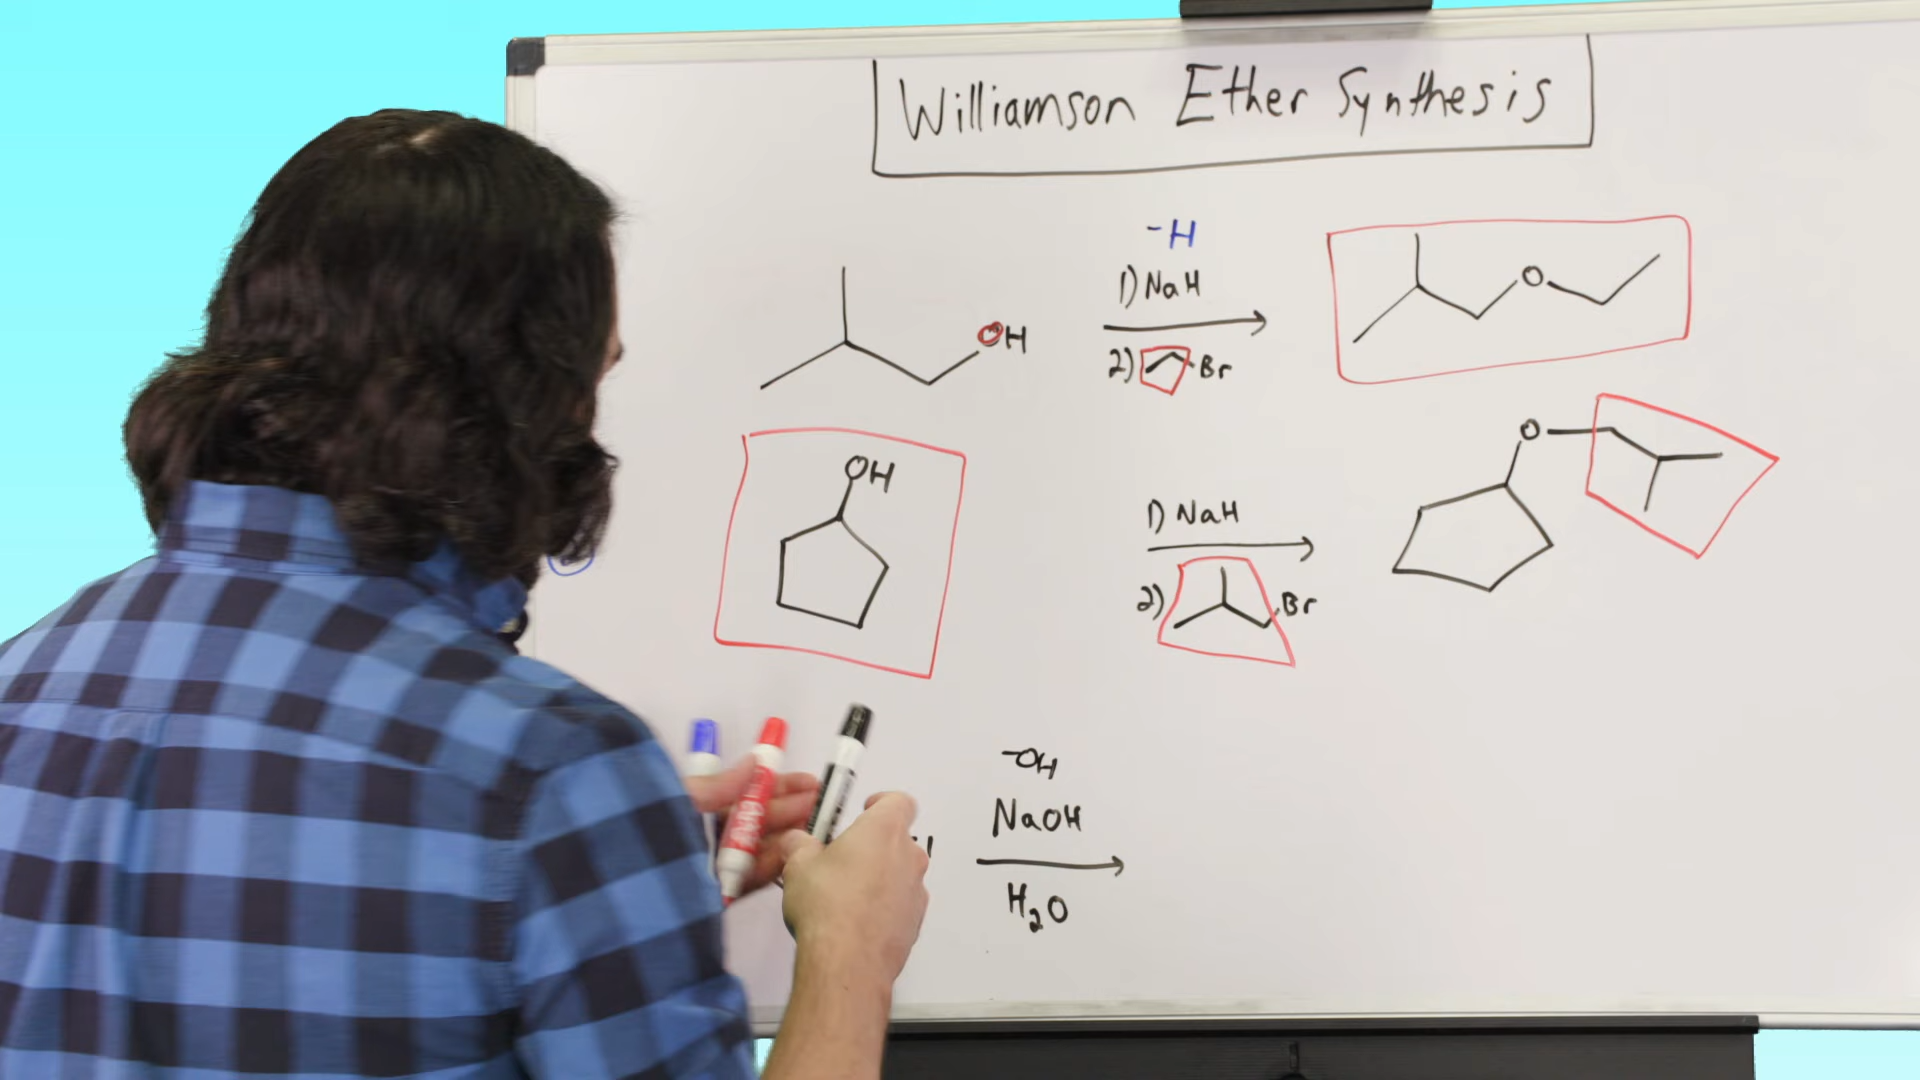 Williamson Ether Synthesis
-H
1) NaH
OH
2) Br
O
OH
O
1) NaH
2) Br
-OH
NaOH
H2O